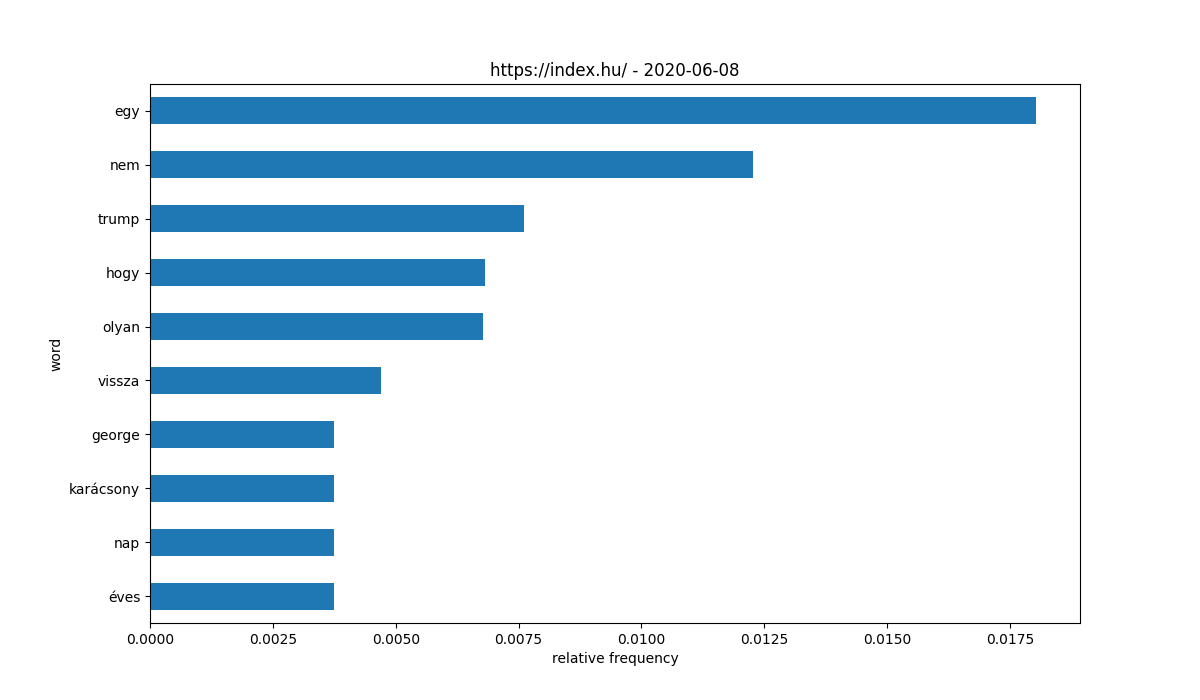 https://index.hu/ - 2020-06-08
egy
nem
trump
hogy
olyan
vissza
george
karácsony
nap
éves
word
0.0000 0.0025 0.0050 0.0075 0.0100 0.0125 0.0150 0.0175
relative frequency